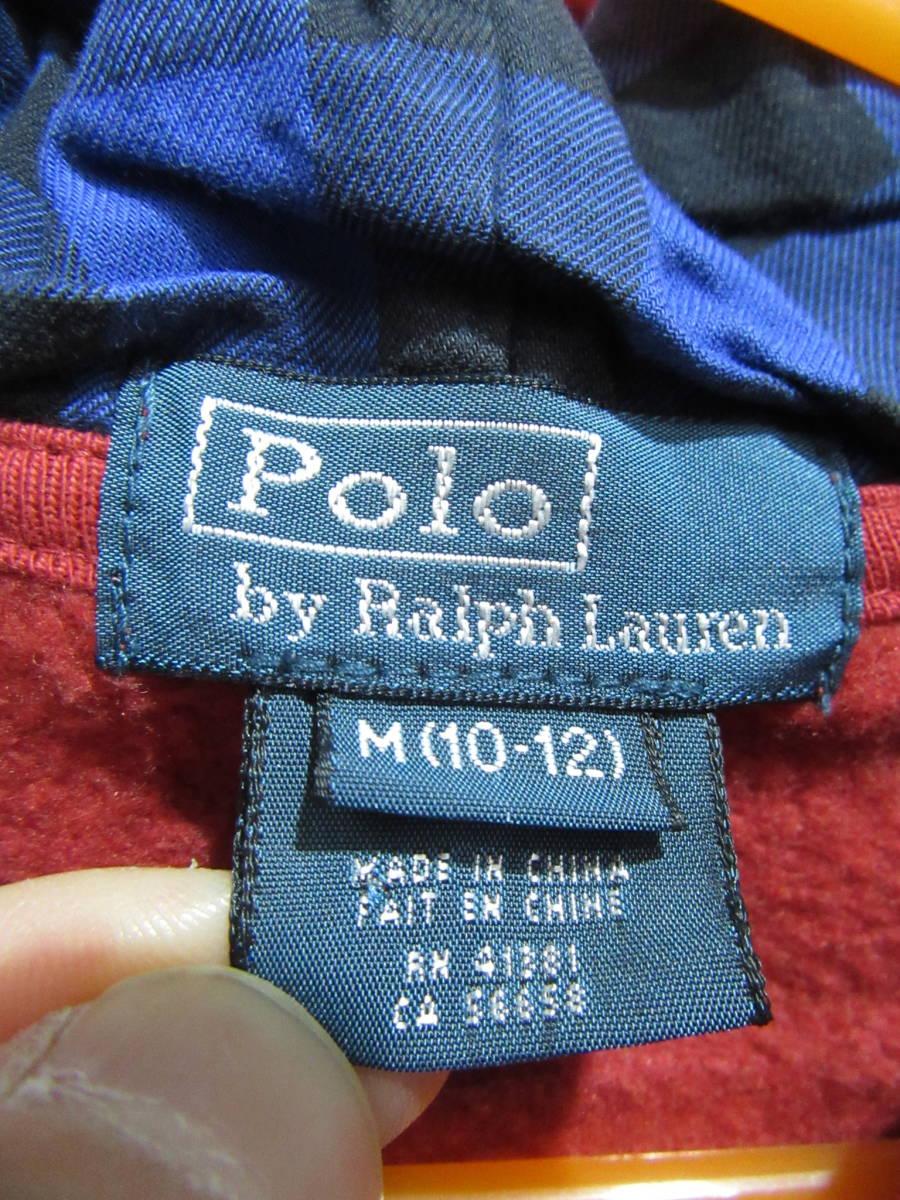 Polo
by Ralph Lauren
M (10-12)
MADE IN CHINA
FAIT EN CHINE
RN 41381
CA 56658